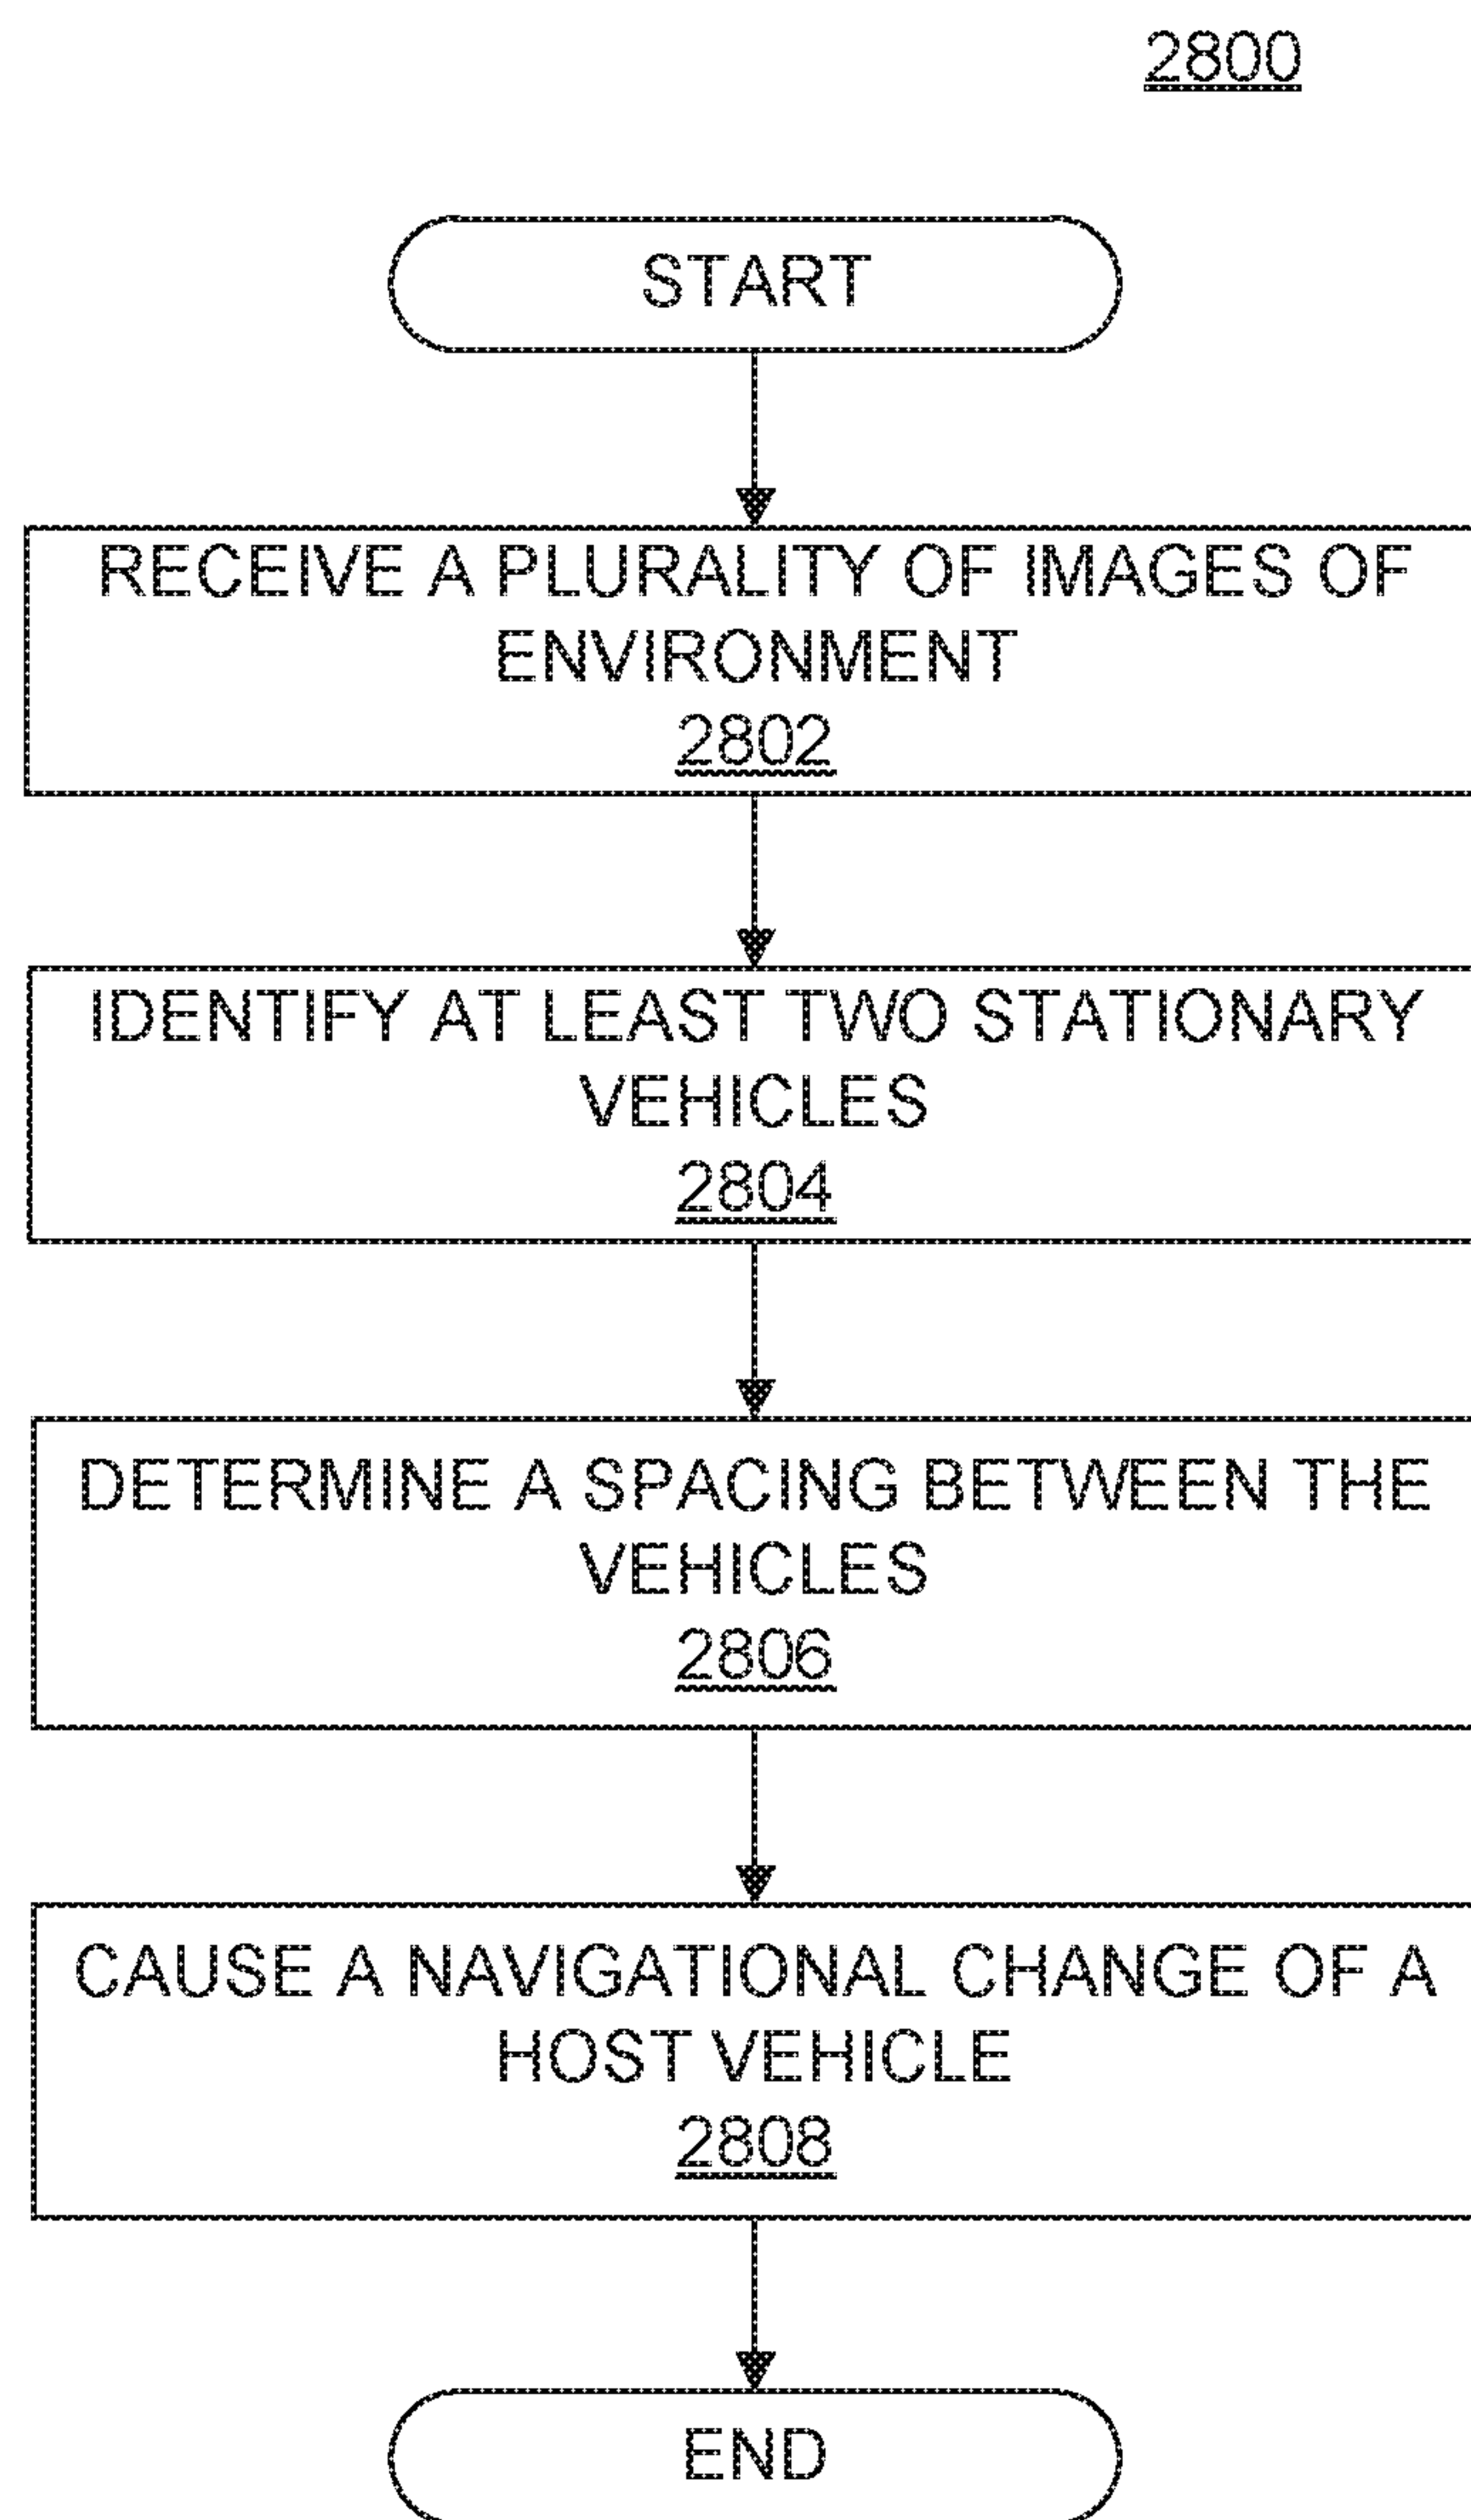 2800
START
RECEIVE A PLURALITY OF IMAGES OF
ENVIRONMENT
2802
IDENTIFY AT LEAST TWO STATIONARY
VEHICLES
2804
DETERMINE A SPACING BETWEEN THE
VEHICLES
2806
CAUSE A NAVIGATIONAL CHANGE OF A
HOST VEHICLE
2808
END